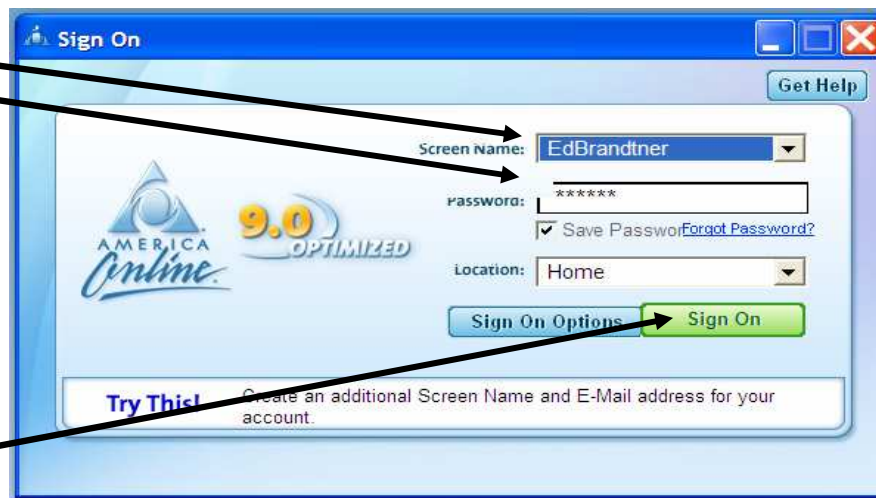 Sign On
Get Help
Screen Name: EdBrandtner
Password: ******
Save Passwor Forgot Password?
AMERICA
Online
9.0
OPTIMIZED
Location: Home
Sign On Options Sign On
Try This! Create an additional Screen Name and E-Mail address for your
account.